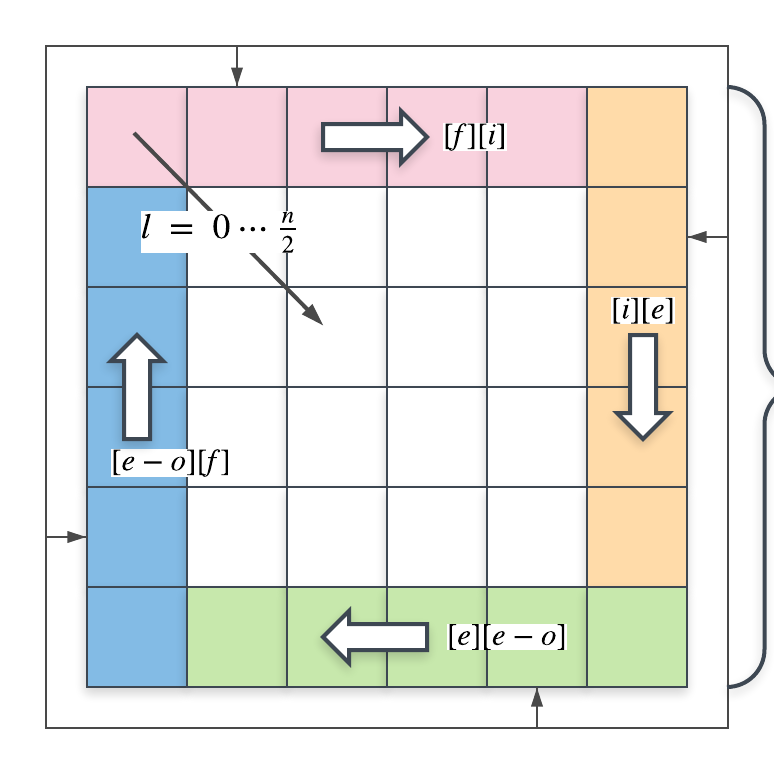 [f][i]
l = 0 ··· n/2
[i][e]
[e − o][f]
[e][e − o]